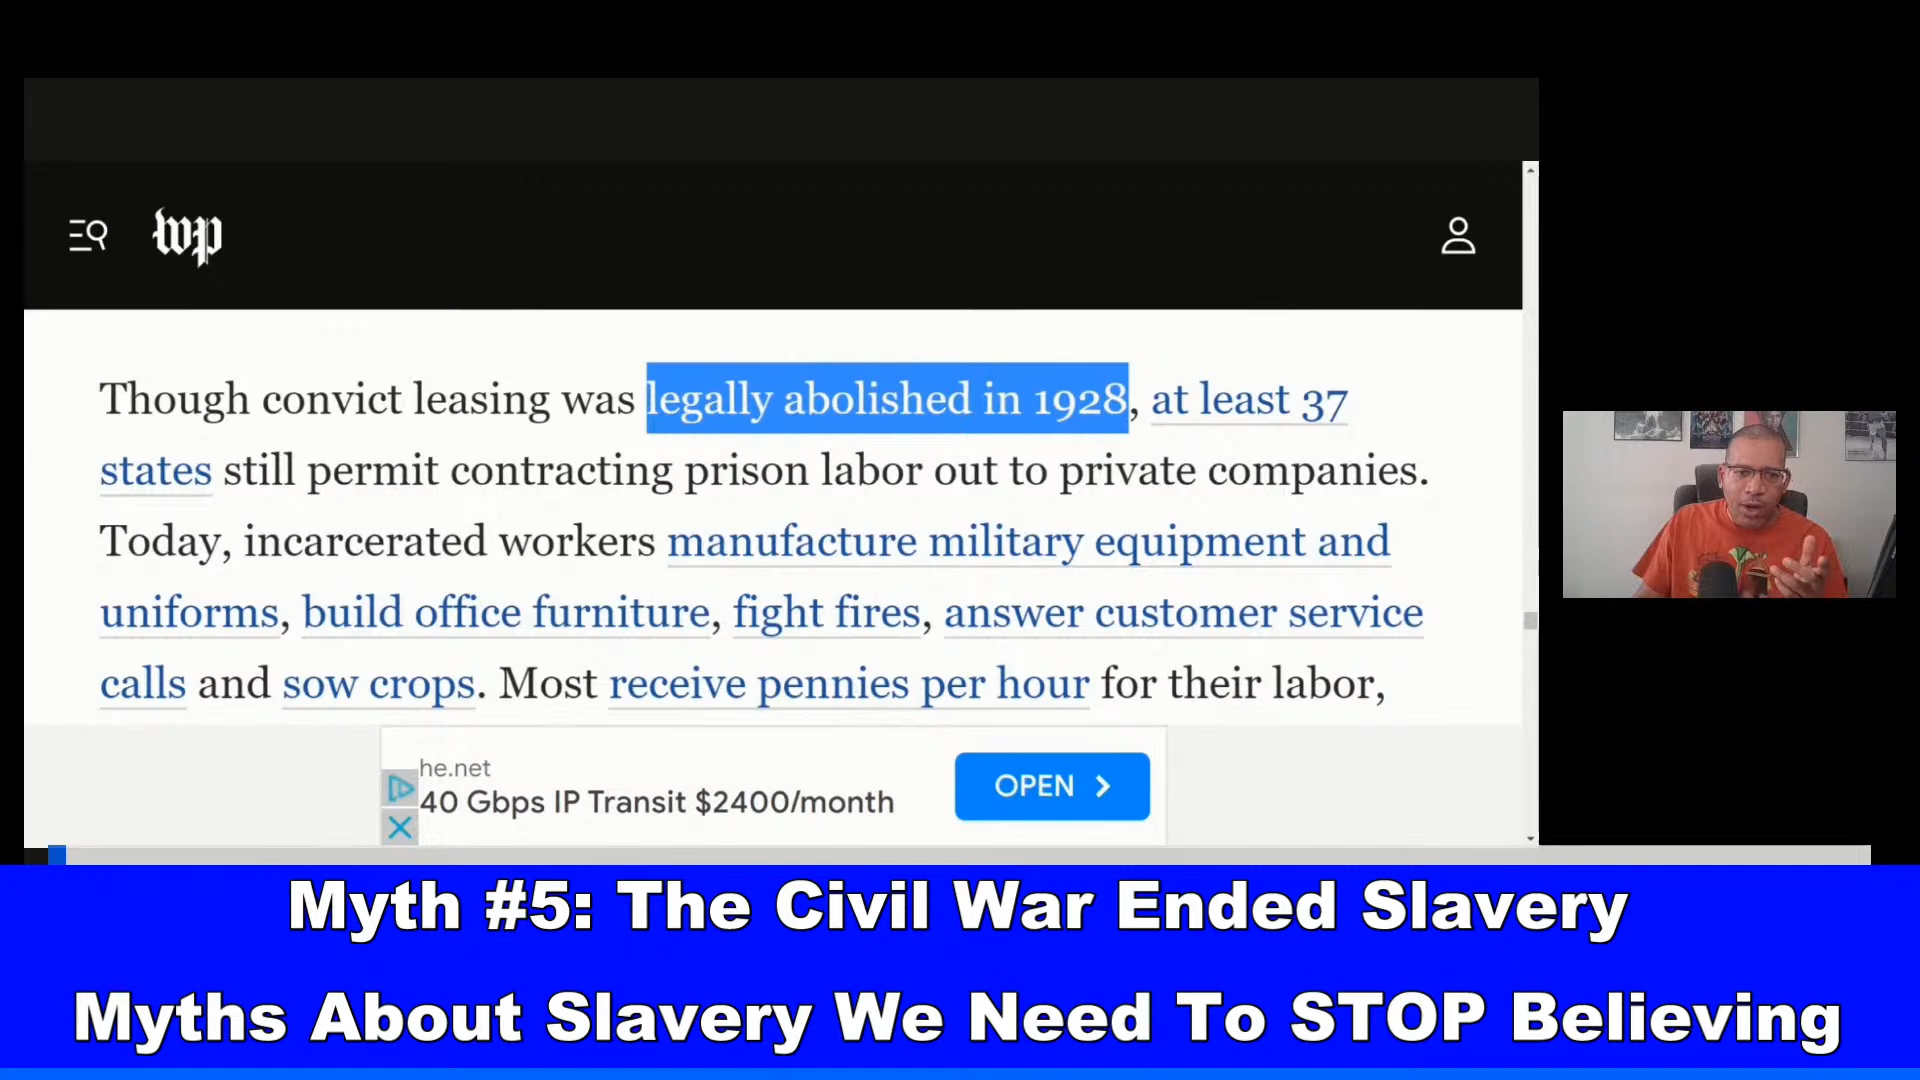 wp
Though convict leasing was legally abolished in 1928, at least 37
states still permit contracting prison labor out to private companies.
Today, incarcerated workers manufacture military equipment and
uniforms, build office furniture, fight fires, answer customer service
calls and sow crops. Most receive pennies per hour for their labor,
he.net
40 Gbps IP Transit $2400/month
OPEN
Myth #5: The Civil War Ended Slavery
Myths About Slavery We Need To STOP Believing